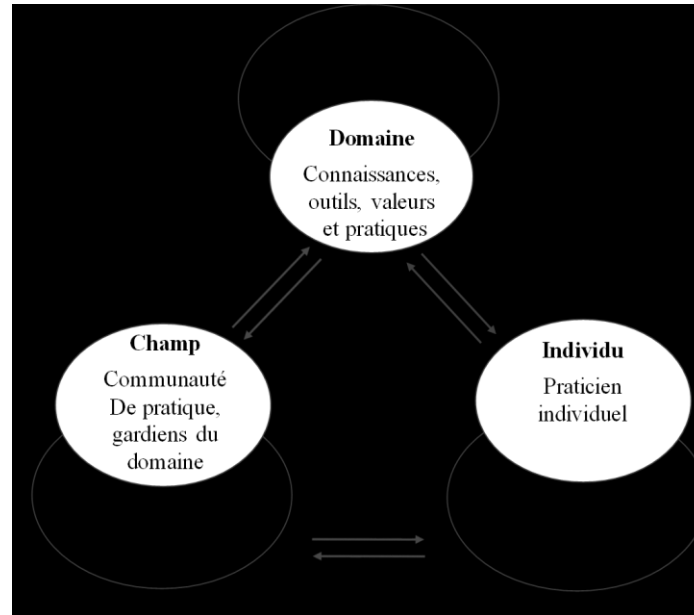 Domaine
Connaissances,
outils, valeurs
et pratiques
Champ
Communauté
De pratique,
gardiens du
domaine
Individu
Praticien
individuel